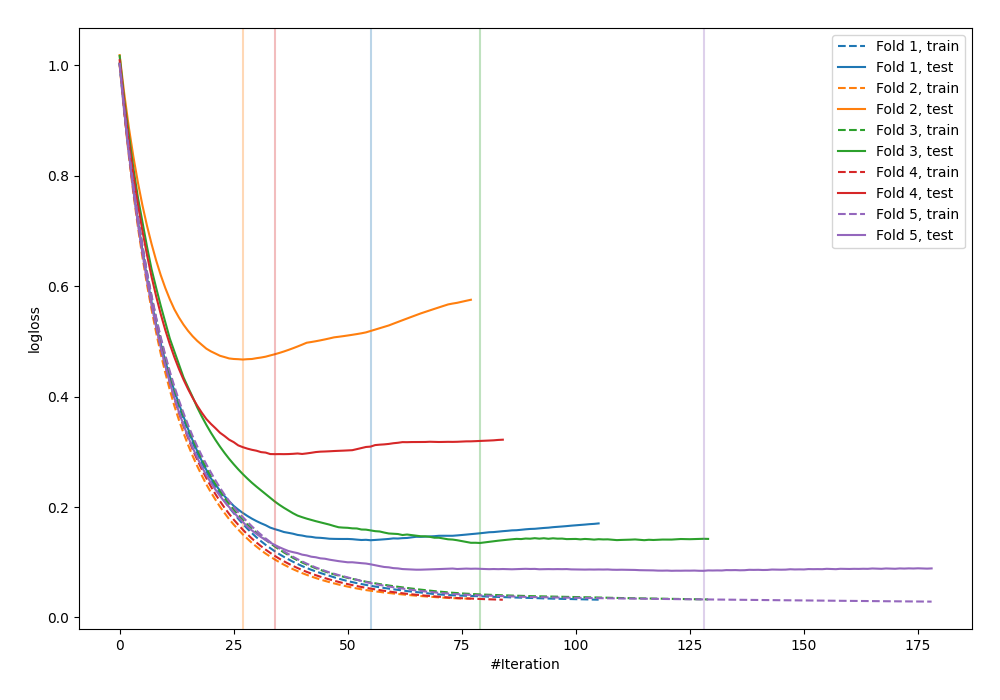 1.0
0.8
0.6
0.4
0.2
0.0
logloss
0
25
50
75
100
125
150
175
#Iteration
Fold 1, train
Fold 1, test
Fold 2, train
Fold 2, test
Fold 3, train
Fold 3, test
Fold 4, train
Fold 4, test
Fold 5, train
Fold 5, test